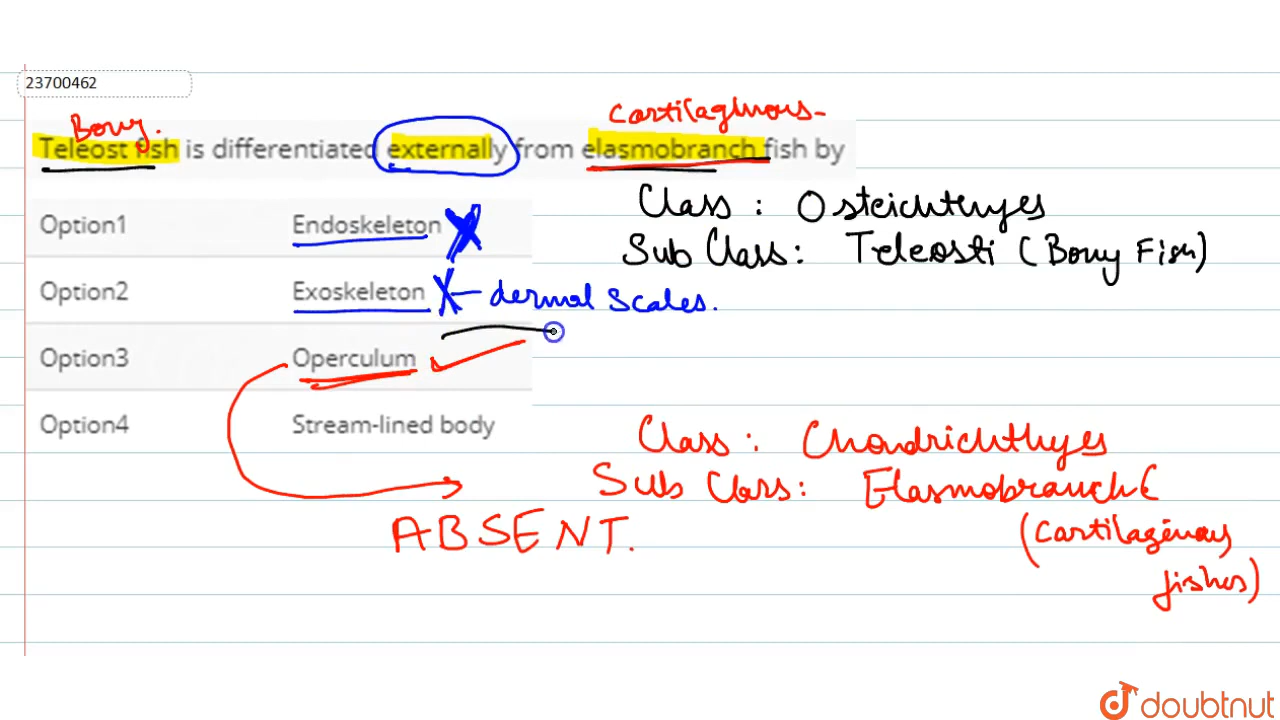 23700462
Bony.
Cartilaginous-
Teleost fish is differentiated externally from elasmobranch fish by
Option1 Endoskeleton
Option2 Exoskeleton - dermal Scales.
Option3 Operculum
Option4 Stream-lined body
Class : Osteichthyes
Sub Class: Teleosti (Bony Fish)
Class : Chondrichthyes
Sub Class:
(Cartilaginous
fishes)
ABSENT.
doubtnut